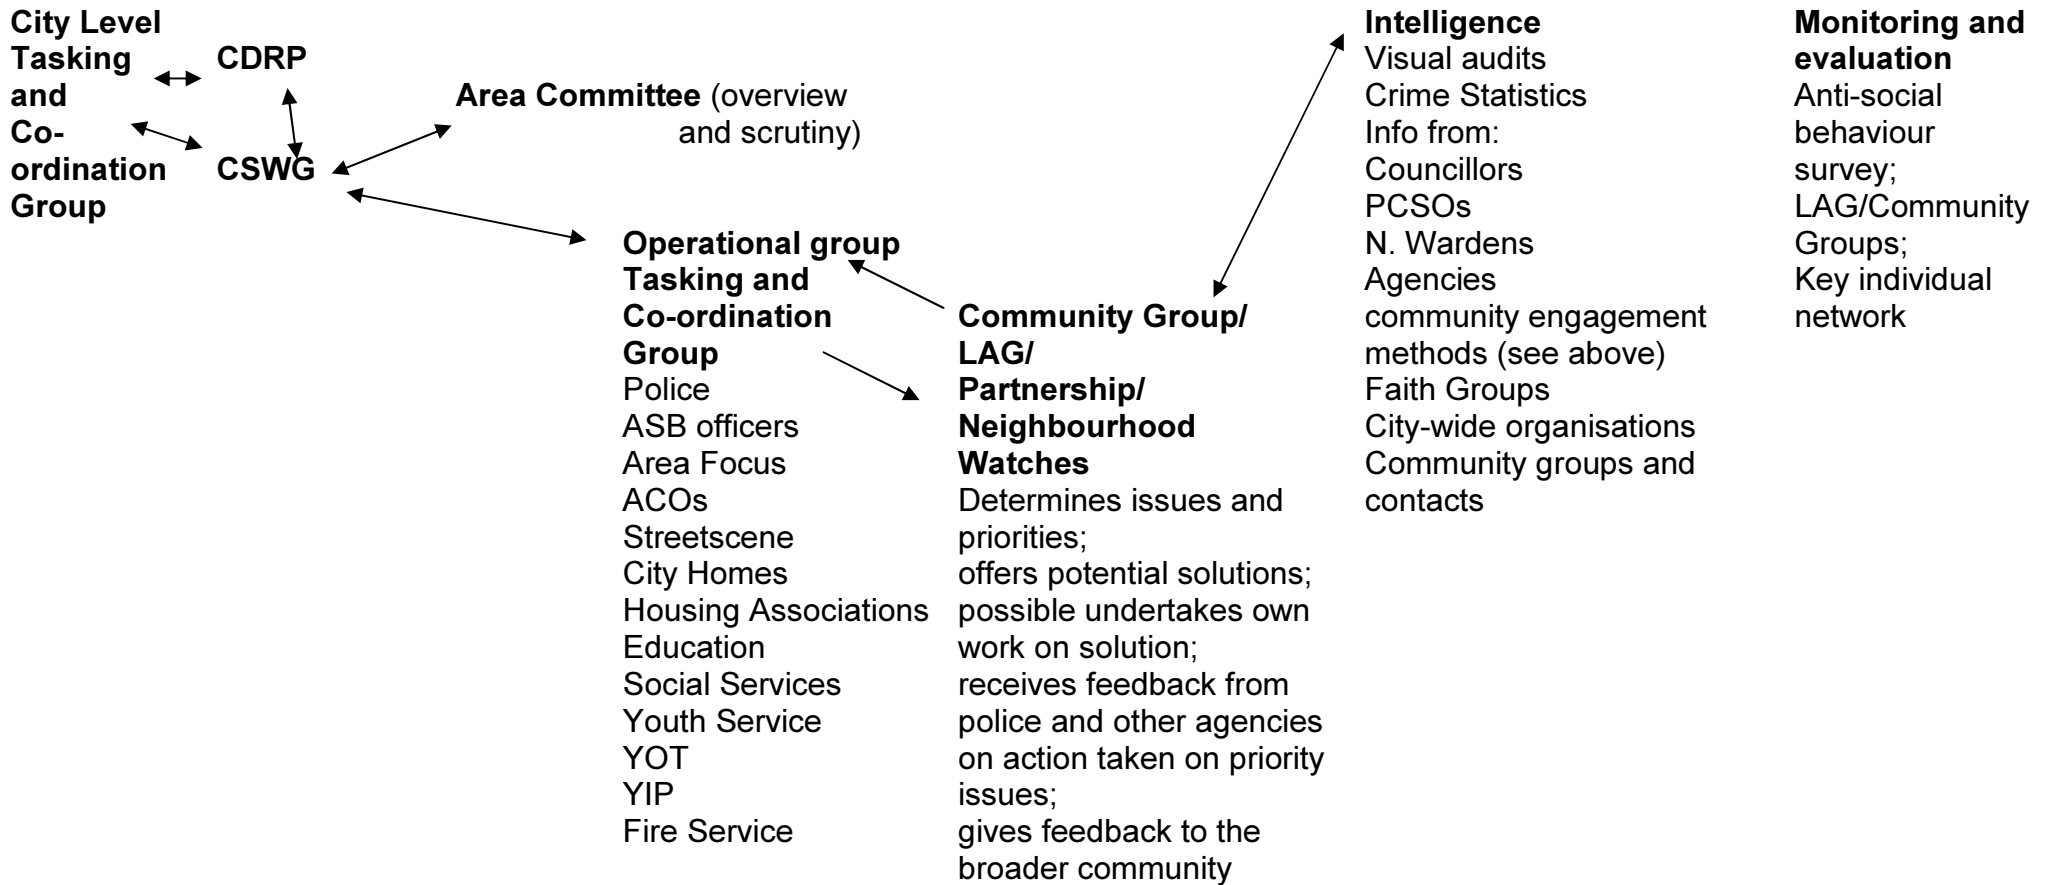 City Level
Tasking
and
Co-
ordination
Group
CDRP
CSWG
Area Committee (overview
and scrutiny)
Operational group
Tasking and
Co-ordination
Group
Police
ASB officers
Area Focus
ACOs
Streetscene
City Homes
Housing Associations
Education
Social Services
Youth Service
YOT
YIP
Fire Service
Community Group/
LAG/
Partnership/
Neighbourhood
Watches
Determines issues and
priorities;
offers potential solutions;
possible undertakes own
work on solution;
receives feedback from
police and other agencies
on action taken on priority
issues;
gives feedback to the
broader community
Intelligence
Visual audits
Crime Statistics
Info from:
Councillors
PCSOs
N. Wardens
Agencies
community engagement
methods (see above)
Faith Groups
City-wide organisations
Community groups and
contacts
Monitoring and
evaluation
Anti-social
behaviour
survey;
LAG/Community
Groups;
Key individual
network